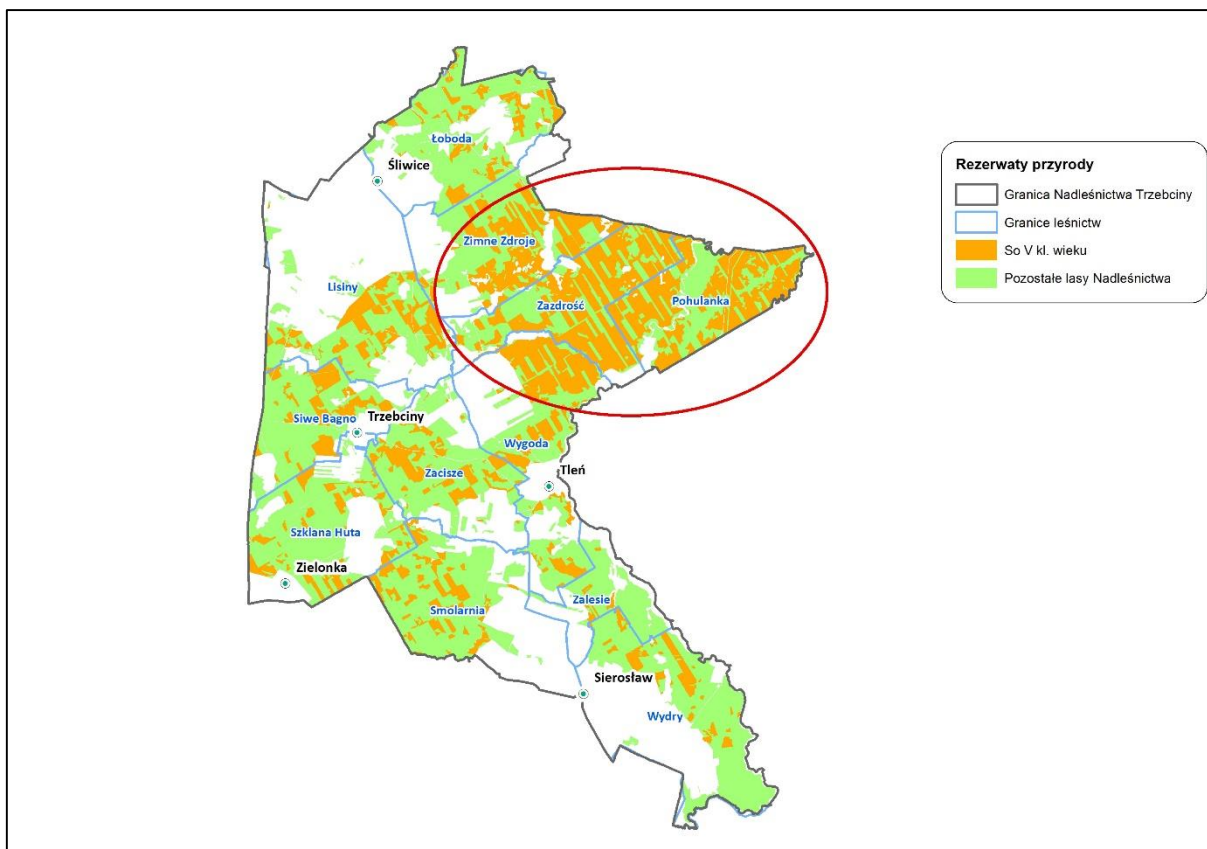 Łoboda
Śliwice
Zimne Zdroje
Lisiny
Zazdrość
Pohulanka
Siwe Bagno
Trzebciny
Wygoda
Zacisze
Tleń
Szklana Huta
Zielonka
Smolarnia
Zalesie
Sierosław
Wydry
Rezerwaty przyrody
Granica Nadleśnictwa Trzebciny
Granice leśnictw
So V kl. wieku
Pozostałe lasy Nadleśnictwa